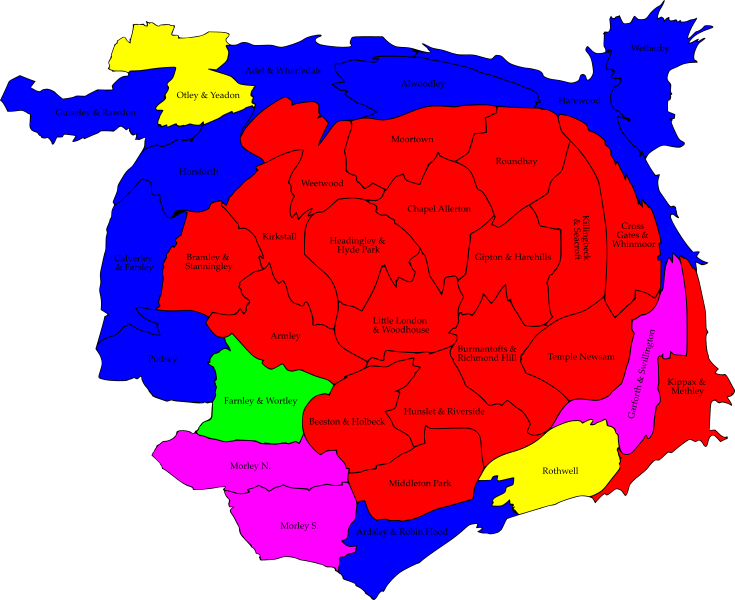 Wetherby
Adel & Wharfedale
Alwoodley
Harewood
Otley & Yeadon
Guiseley & Rawdon
Moortown
Roundhay
Horsforth
Weetwood
Chapel Allerton
Kirkstall
Headingley &
Hyde Park
Killingbeck
& Seacroft
Cross
Gates &
Whinmoor
Calverley
& Farsley
Bramley &
Stanningley
Gipton & Harehills
Little London
& Woodhouse
Armley
Pudsey
Burmantofts &
Richmond Hill
Temple Newsam
Garforth & Swillington
Kippax &
Methley
Farnley & Wortley
Beeston & Holbeck
Hunslet & Riverside
Morley N.
Rothwell
Middleton Park
Morley S.
Ardsley & Robin Hood